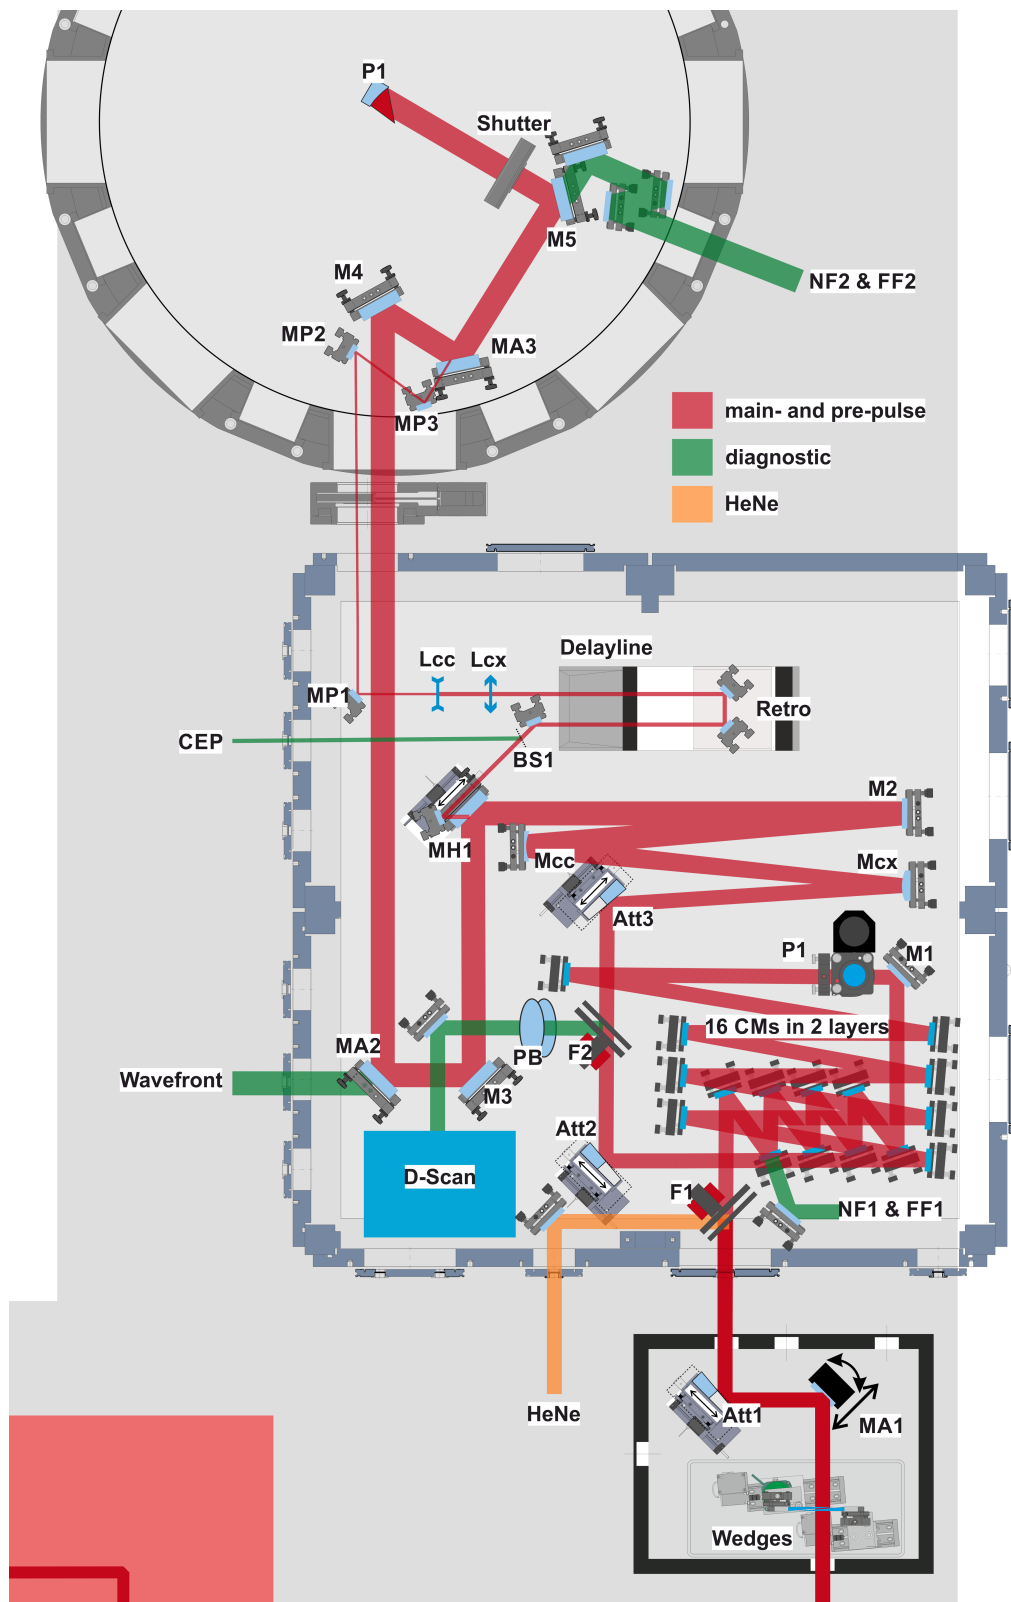 P1
Shutter
M5
M4
NF2 & FF2
MP2
MA3
MP3
main- and pre-pulse
diagnostic
HeNe
Delayline
Lcc
Lcx
MP1
Retro
CEP
BS1
M2
MH1
Mcc
Mcx
Att3
P1
M1
16 CMs in 2 layers
MA2
PB
F2
Wavefront
M3
Att2
D-Scan
F1
NF1 & FF1
HeNe
Att1
MA1
Wedges